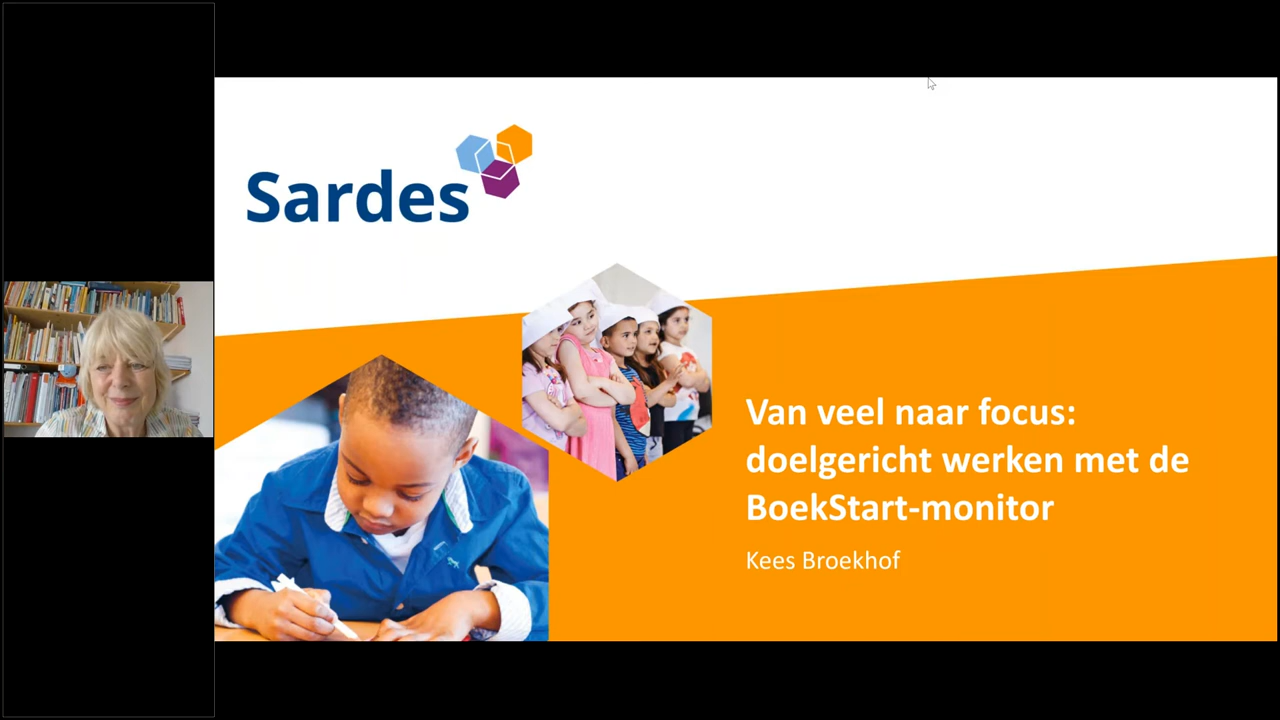 Sardes
Van veel naar focus:
doelgericht werken met de
BoekStart-monitor
Kees Broekhof